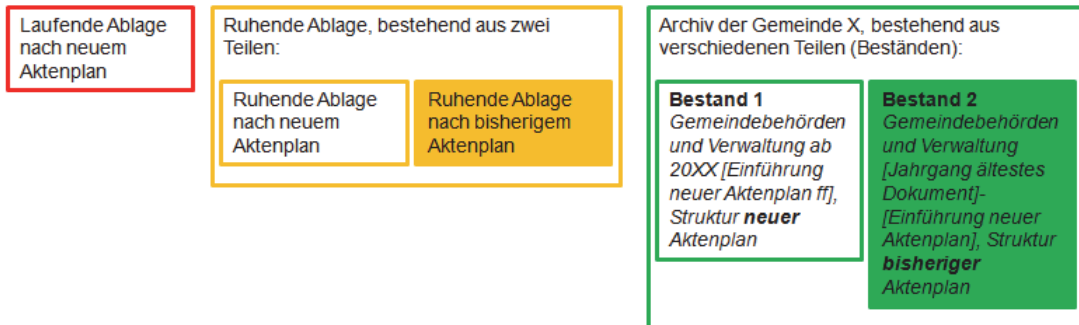 Laufende Ablage
nach neuem
Aktenplan
Ruhende Ablage, bestehend aus zwei
Teilen:
Ruhende Ablage
nach neuem
Aktenplan
Ruhende Ablage
nach bisherigem
Aktenplan
Archiv der Gemeinde X, bestehend aus
verschiedenen Teilen (Beständen):
Bestand 1
Gemeindebehörden
und Verwaltung ab
20XX [Einführung
neuer Aktenplan ff],
Struktur neuer
Aktenplan
Bestand 2
Gemeindebehörden
und Verwaltung
[Jahrgang ältestes
Dokument]-
[Einführung neuer
Aktenplan], Struktur
bisheriger
Aktenplan